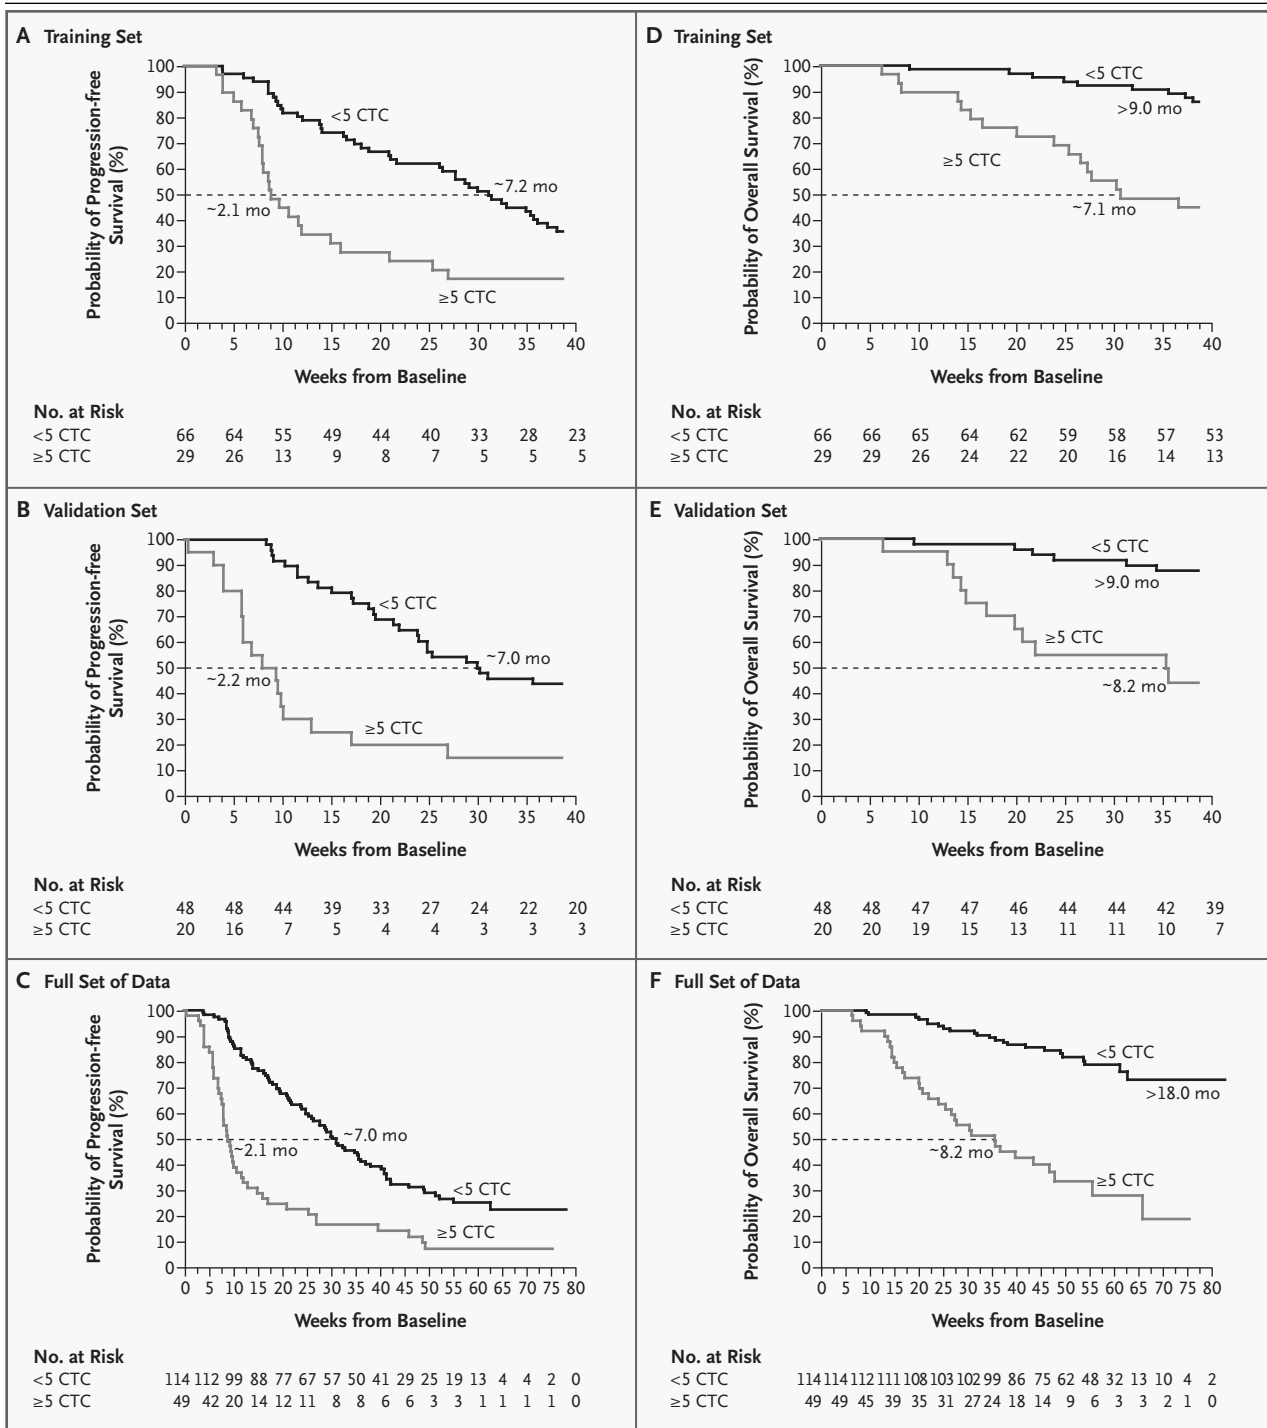 A Training Set
Probability of Progression-free
Survival (%)
100
90
80
70
60
50
40
30
20
10
0
<5 CTC
~7.2 mo
~2.1 mo
≥5 CTC
0 5 10 15 20 25 30 35 40
Weeks from Baseline
No. at Risk
<5 CTC 66 64 55 49 44 40 33 28 23
≥5 CTC 29 26 13 9 8 7 5 5 5
D Training Set
Probability of Overall Survival (%)
100
90
80
70
60
50
40
30
20
10
0
<5 CTC
>9.0 mo
≥5 CTC
~7.1 mo
0 5 10 15 20 25 30 35 40
Weeks from Baseline
No. at Risk
<5 CTC 66 66 65 64 62 59 58 57 53
≥5 CTC 29 29 26 24 22 20 16 14 13
B Validation Set
Probability of Progression-free
Survival (%)
100
90
80
70
60
50
40
30
20
10
0
<5 CTC
~7.0 mo
~2.2 mo
≥5 CTC
0 5 10 15 20 25 30 35 40
Weeks from Baseline
No. at Risk
<5 CTC 48 48 44 39 33 27 24 22 20
≥5 CTC 20 16 7 5 4 4 3 3 3
E Validation Set
Probability of Overall Survival (%)
100
90
80
70
60
50
40
30
20
10
0
<5 CTC
>9.0 mo
≥5 CTC
~8.2 mo
0 5 10 15 20 25 30 35 40
Weeks from Baseline
No. at Risk
<5 CTC 48 48 47 47 46 44 44 42 39
≥5 CTC 20 20 19 15 13 11 11 10 7
C Full Set of Data
Probability of Progression-free
Survival (%)
100
90
80
70
60
50
40
30
20
10
0
~7.0 mo
~2.1 mo
<5 CTC
≥5 CTC
0 5 10 15 20 25 30 35 40 45 50 55 60 65 70 75 80
Weeks from Baseline
No. at Risk
<5 CTC 114 112 99 88 77 67 57 50 41 29 25 19 13 4 4 2 0
≥5 CTC 49 42 20 14 12 11 8 8 6 6 3 3 1 1 1 1 0
F Full Set of Data
Probability of Overall Survival (%)
100
90
80
70
60
50
40
30
20
10
0
<5 CTC
>18.0 mo
~8.2 mo
≥5 CTC
0 5 10 15 20 25 30 35 40 45 50 55 60 65 70 75 80
Weeks from Baseline
No. at Risk
<5 CTC 114 114 112 111 108 103 102 99 86 75 62 48 32 13 10 4 2
≥5 CTC 49 49 45 39 35 31 27 24 18 14 9 6 3 3 2 1 0